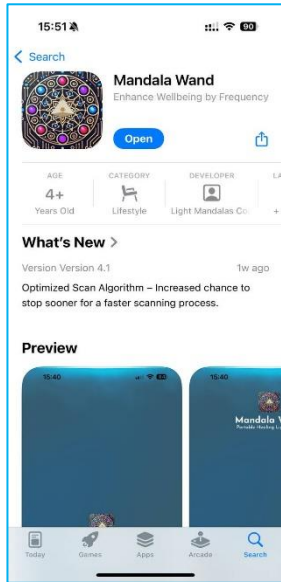 15:51
90
Search
Mandala Wand
Enhance Wellbeing by Frequency
Open
AGE
CATEGORY
DEVELOPER
LA
4+
Years Old
Lifestyle
Light Mandalas Co
+
What's New >
Version Version 4.1
1w ago
Optimized Scan Algorithm – Increased chance to
stop sooner for a faster scanning process.
Preview
15:40
15:40
Mandala
Today
Games
Apps
Arcade
Search